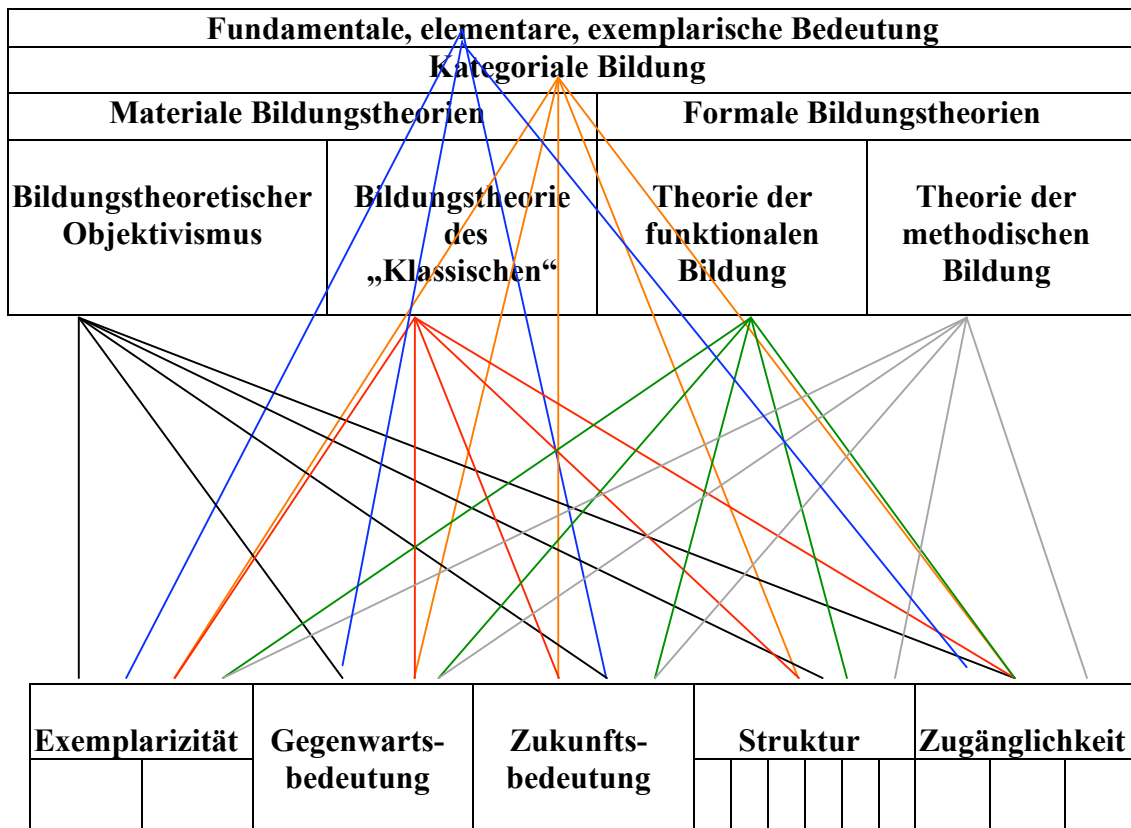 Fundamentale, elementare, exemplarische Bedeutung
Kategoriale Bildung
Materiale Bildungstheorien
Formale Bildungstheorien
Bildungstheoretischer
Objektivismus
Bildungstheorie
des
„Klassischen“
Theorie der
funktionalen
Bildung
Theorie der
methodischen
Bildung
Exemplarizität
Gegenwarts-
bedeutung
Zukunfts-
bedeutung
Struktur
Zugänglichkeit